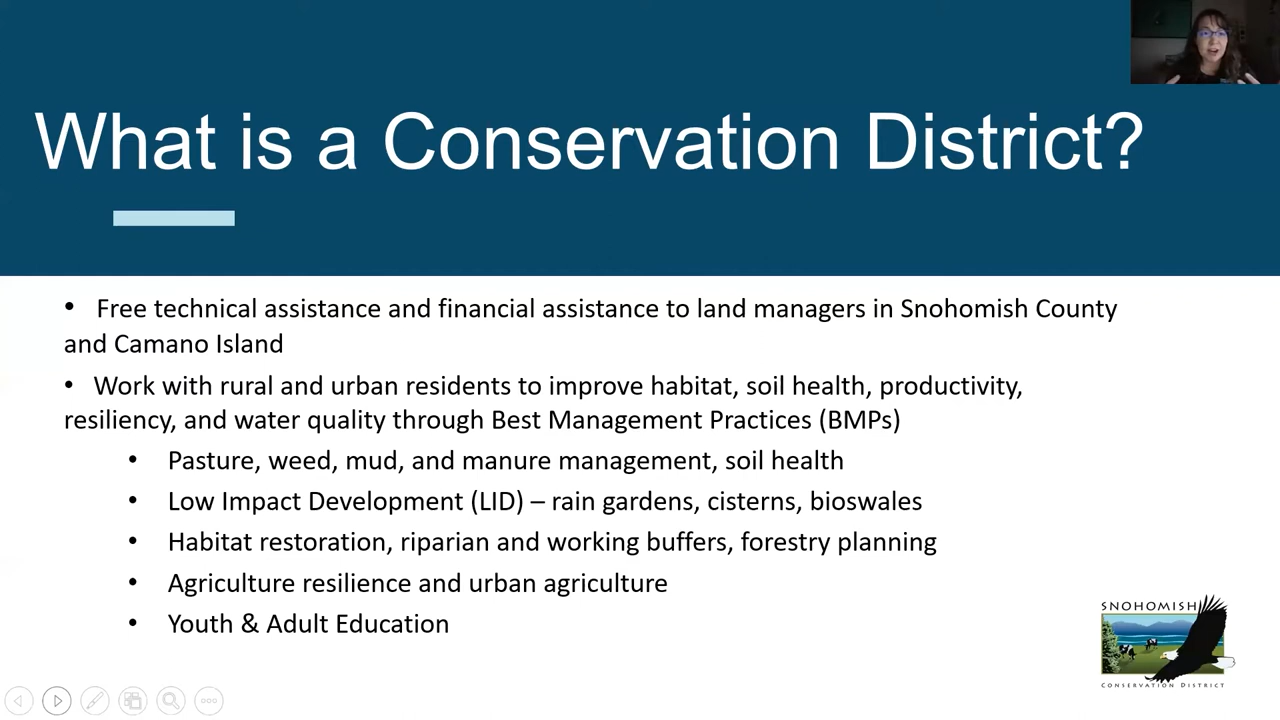 What is a Conservation District?
• Free technical assistance and financial assistance to land managers in Snohomish County
and Camano Island
• Work with rural and urban residents to improve habitat, soil health, productivity,
resiliency, and water quality through Best Management Practices (BMPs)
• Pasture, weed, mud, and manure management, soil health
• Low Impact Development (LID) – rain gardens, cisterns, bioswales
• Habitat restoration, riparian and working buffers, forestry planning
• Agriculture resilience and urban agriculture
• Youth & Adult Education
SNOHOMISH
CONSERVATION DISTRICT